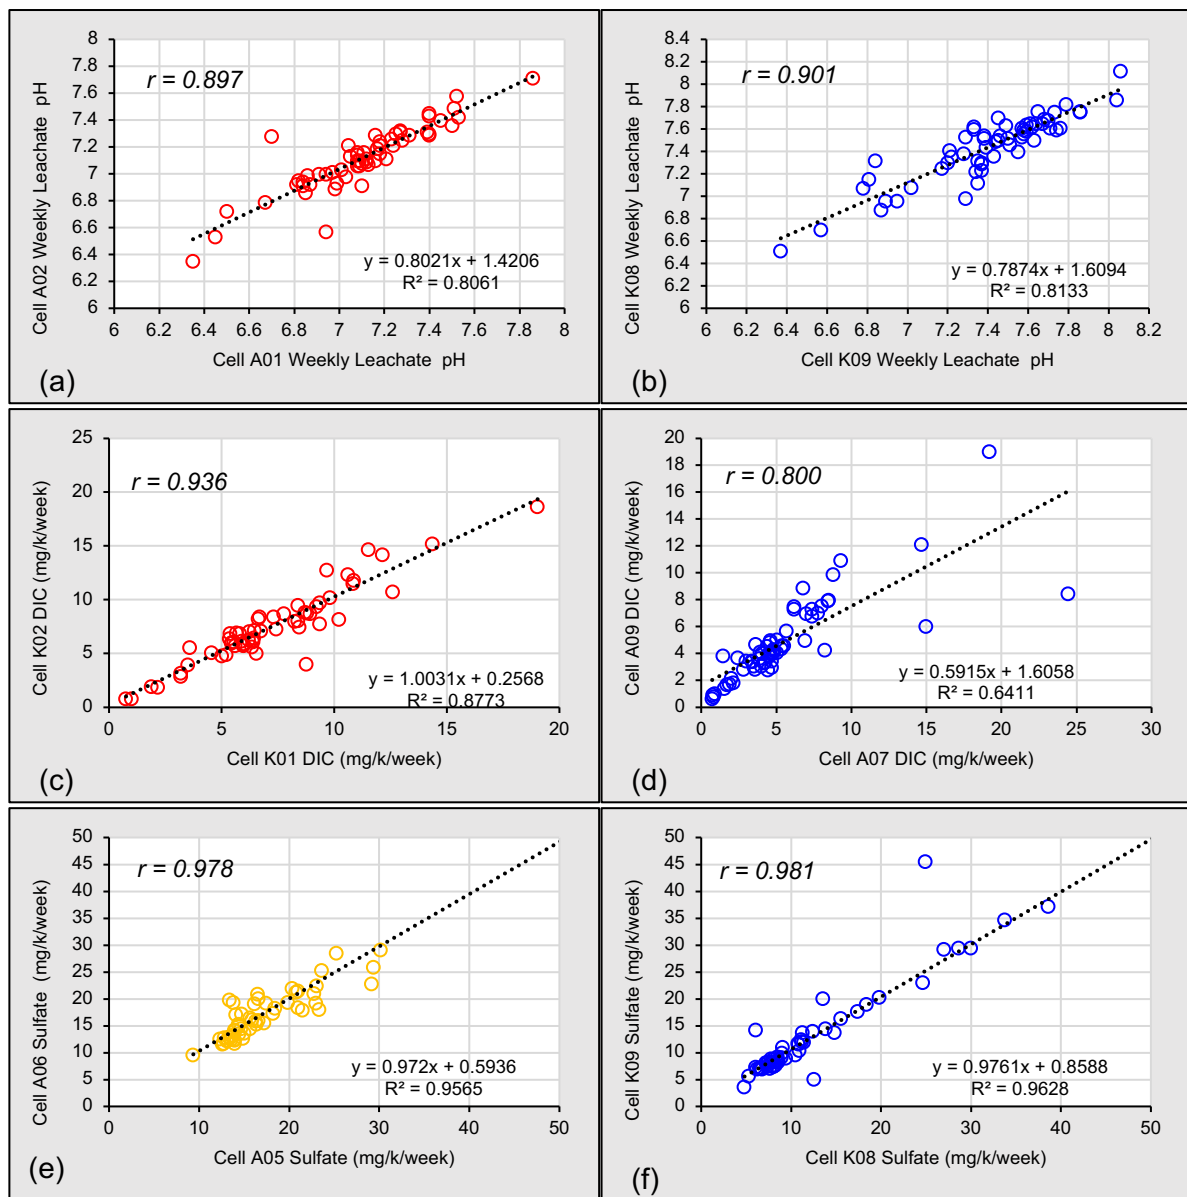 r = 0.897
Cell A02 Weekly Leachate pH
8
7.8
7.6
7.4
7.2
7
6.8
6.6
6.4
6.2
6
y = 0.8021x + 1.4206
R² = 0.8061
6 6.2 6.4 6.6 6.8 7 7.2 7.4 7.6 7.8 8
Cell A01 Weekly Leachate pH
(a)
r = 0.901
Cell K08 Weekly Leachate pH
8.4
8.2
8
7.8
7.6
7.4
7.2
7
6.8
6.6
6.4
6.2
6
y = 0.7874x + 1.6094
R² = 0.8133
6 6.2 6.4 6.6 6.8 7 7.2 7.4 7.6 7.8 8 8.2
Cell K09 Weekly Leachate pH
(b)
r = 0.936
Cell K02 DIC (mg/k/week)
25
20
15
10
5
0
y = 1.0031x + 0.2568
R² = 0.8773
0 5 10 15 20
Cell K01 DIC (mg/k/week)
(c)
r = 0.800
Cell A09 DIC (mg/k/week)
20
18
16
14
12
10
8
6
4
2
0
y = 0.5915x + 1.6058
R² = 0.6411
0 5 10 15 20 25 30
Cell A07 DIC (mg/k/week)
(d)
r = 0.978
Cell A06 Sulfate (mg/k/week)
50
45
40
35
30
25
20
15
10
5
0
y = 0.972x + 0.5936
R² = 0.9565
0 10 20 30 40 50
Cell A05 Sulfate (mg/k/week)
(e)
r = 0.981
Cell K09 Sulfate (mg/k/week)
50
45
40
35
30
25
20
15
10
5
0
y = 0.9761x + 0.8588
R² = 0.9628
0 10 20 30 40 50
Cell K08 Sulfate (mg/k/week)
(f)